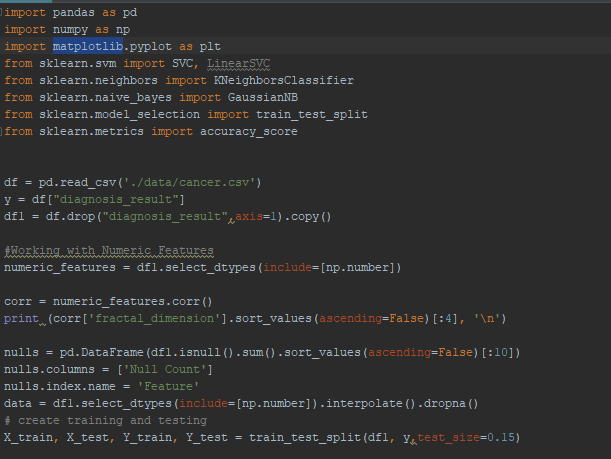 import pandas as pd
import numpy as np
import matplotlib.pyplot as plt
from sklearn.svm import SVC, LinearSVC
from sklearn.neighbors import KNeighborsClassifier
from sklearn.naive_bayes import GaussianNB
from sklearn.model_selection import train_test_split
from sklearn.metrics import accuracy_score
df = pd.read_csv('./data/cancer.csv')
y = df["diagnosis_result"]
df1 = df.drop("diagnosis_result",axis=1).copy()
#Working with Numeric Features
numeric_features = df1.select_dtypes(include=[np.number])
corr = numeric_features.corr()
print (corr['fractal_dimension'].sort_values(ascending=False)[:4], '\n')
nulls = pd.DataFrame(df1.isnull().sum().sort_values(ascending=False)[:10])
nulls.columns = ['Null Count']
nulls.index.name = 'Feature'
data = df1.select_dtypes(include=[np.number]).interpolate().dropna()
# create training and testing
X_train, X_test, Y_train, Y_test = train_test_split(df1, y,test_size=0.15)